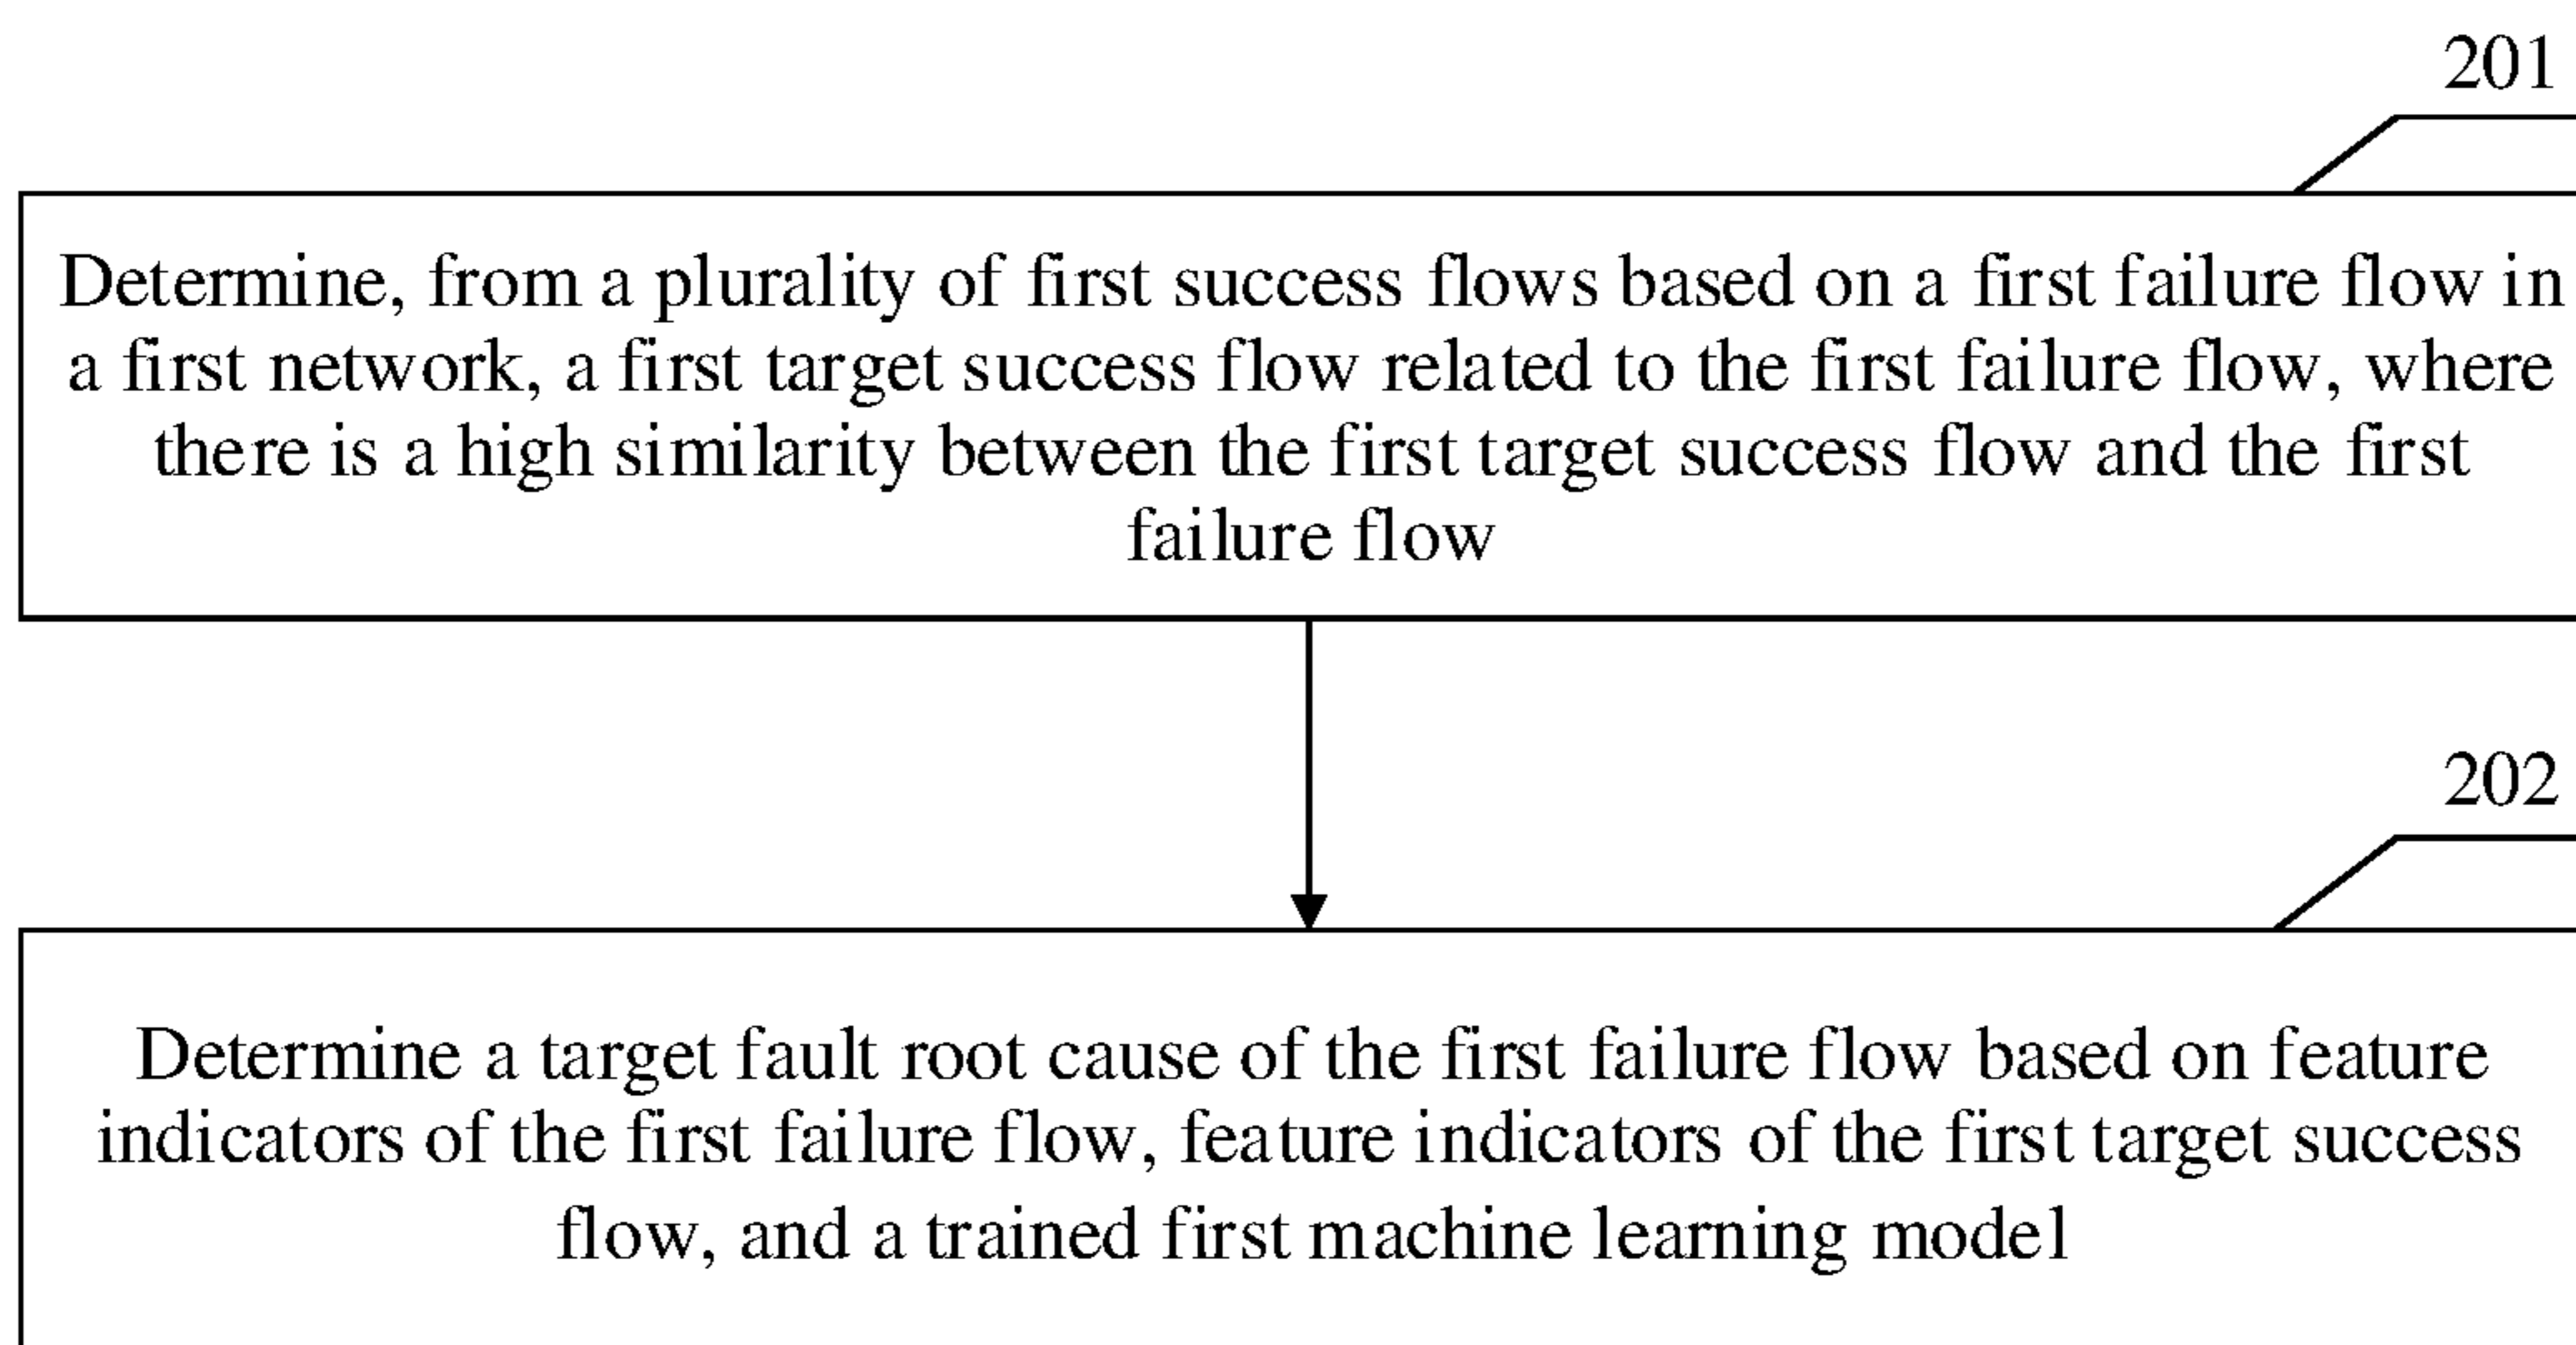 201
Determine, from a plurality of first success flows based on a first failure flow in
a first network, a first target success flow related to the first failure flow, where
there is a high similarity between the first target success flow and the first
failure flow
202
Determine a target fault root cause of the first failure flow based on feature
indicators of the first failure flow, feature indicators of the first target success
flow, and a trained first machine learning model